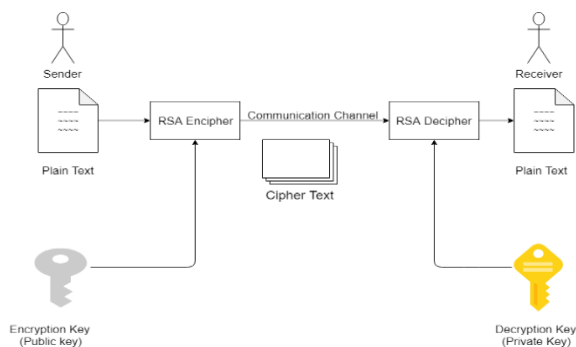 Sender
Receiver
RSA Encipher
Communication Channel
RSA Decipher
Plain Text
Cipher Text
Plain Text
Encryption Key
(Public key)
Decryption Key
(Private Key)